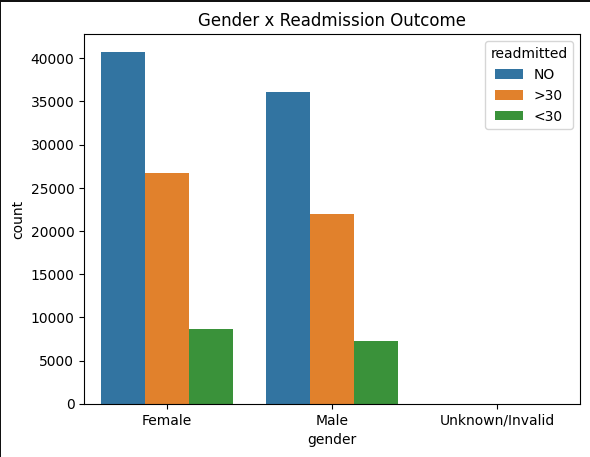 Gender x Readmission Outcome
readmitted
NO
>30
<30
40000
35000
30000
25000
20000
15000
10000
5000
0
count
Female Male Unknown/Invalid
gender